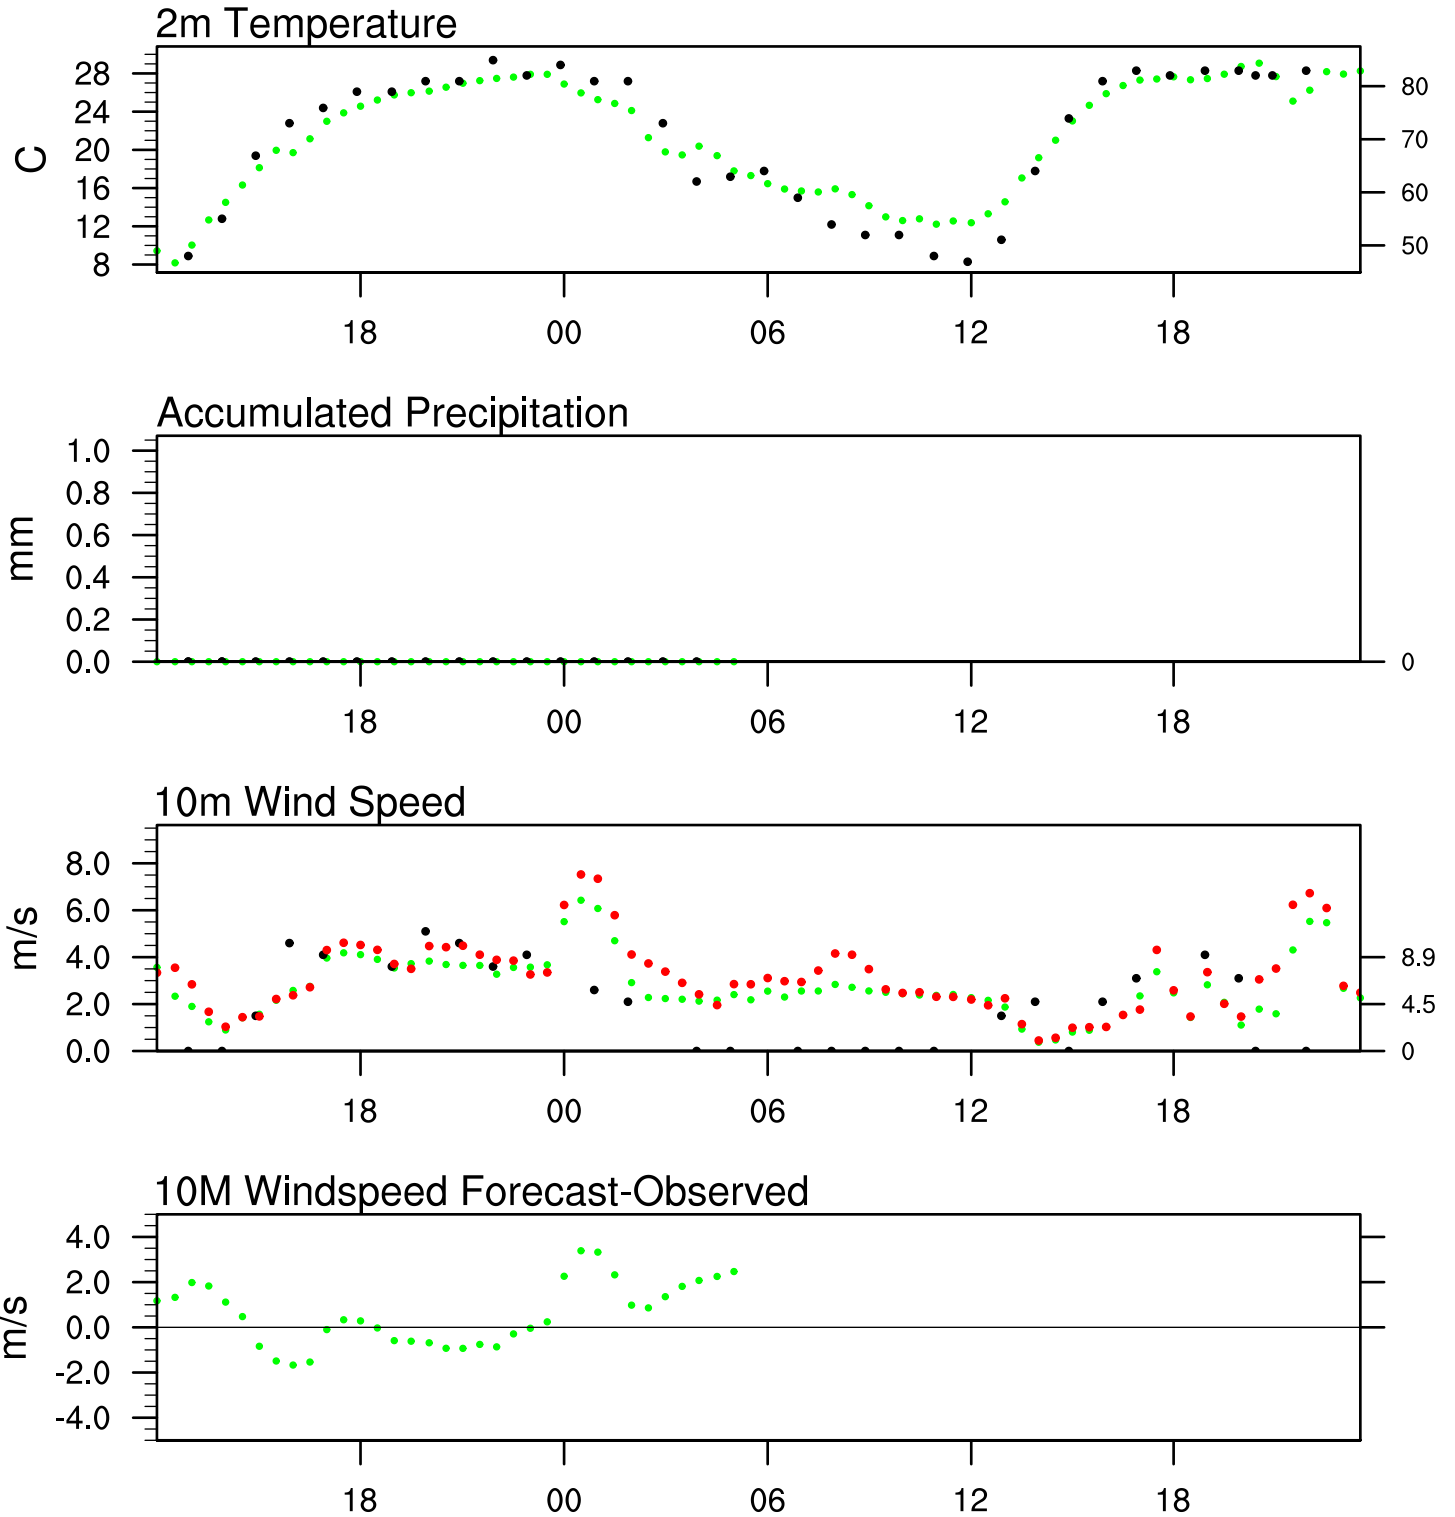 2m Temperature
28
24
20
16
12
8
C
80
70
60
50
18 00 06 12 18
Accumulated Precipitation
1.0
0.8
0.6
0.4
0.2
0.0
mm
0
18 00 06 12 18
10m Wind Speed
8.0
6.0
4.0
2.0
0.0
m/s
8.9
4.5
0
18 00 06 12 18
10M Windspeed Forecast-Observed
4.0
2.0
0.0
-2.0
-4.0
m/s
18 00 06 12 18